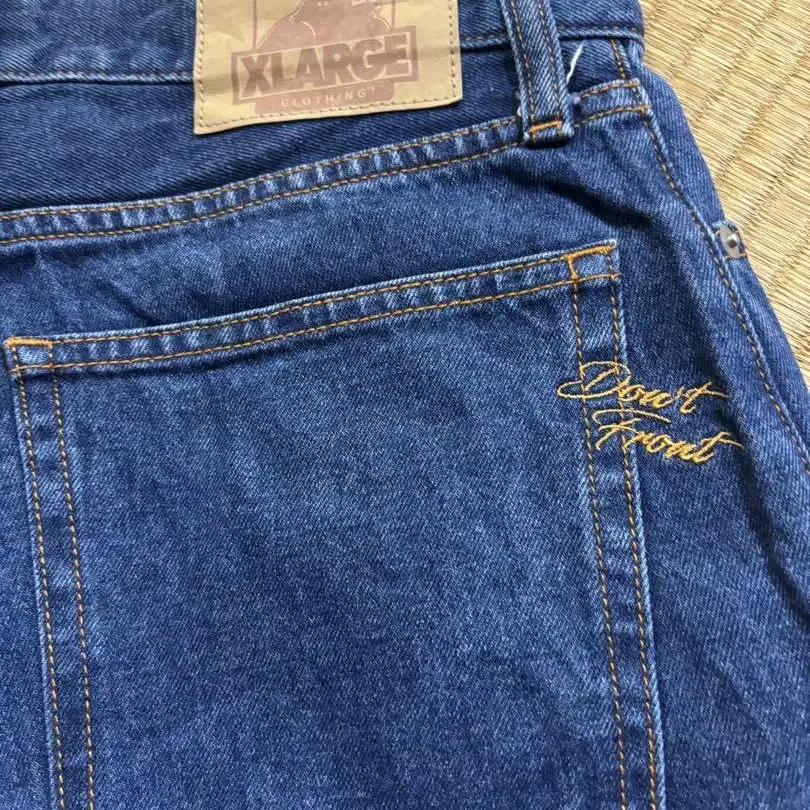 XLARGE
CLOTHING
Don't
Front